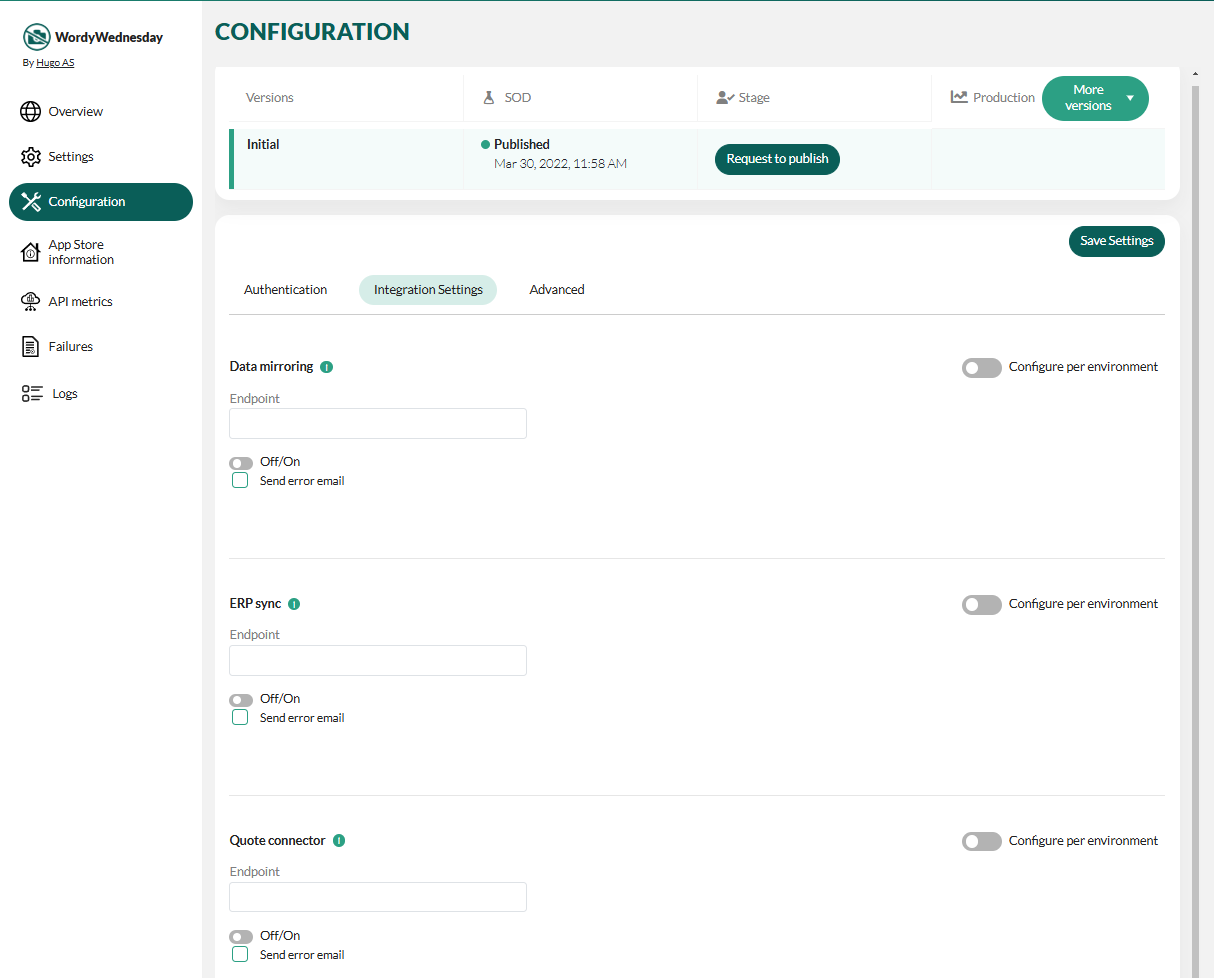 WordyWednesday
By Hugo AS
Overview
Settings
Configuration
App Store
information
API metrics
Failures
Logs
CONFIGURATION
Versions
SOD
Stage
Production
More
versions
Initial
Published
Mar 30, 2022, 11:58 AM
Request to publish
Save Settings
Authentication
Integration Settings
Advanced
Data mirroring
Configure per environment
Endpoint
Off/On
Send error email
ERP sync
Configure per environment
Endpoint
Off/On
Send error email
Quote connector
Configure per environment
Endpoint
Off/On
Send error email